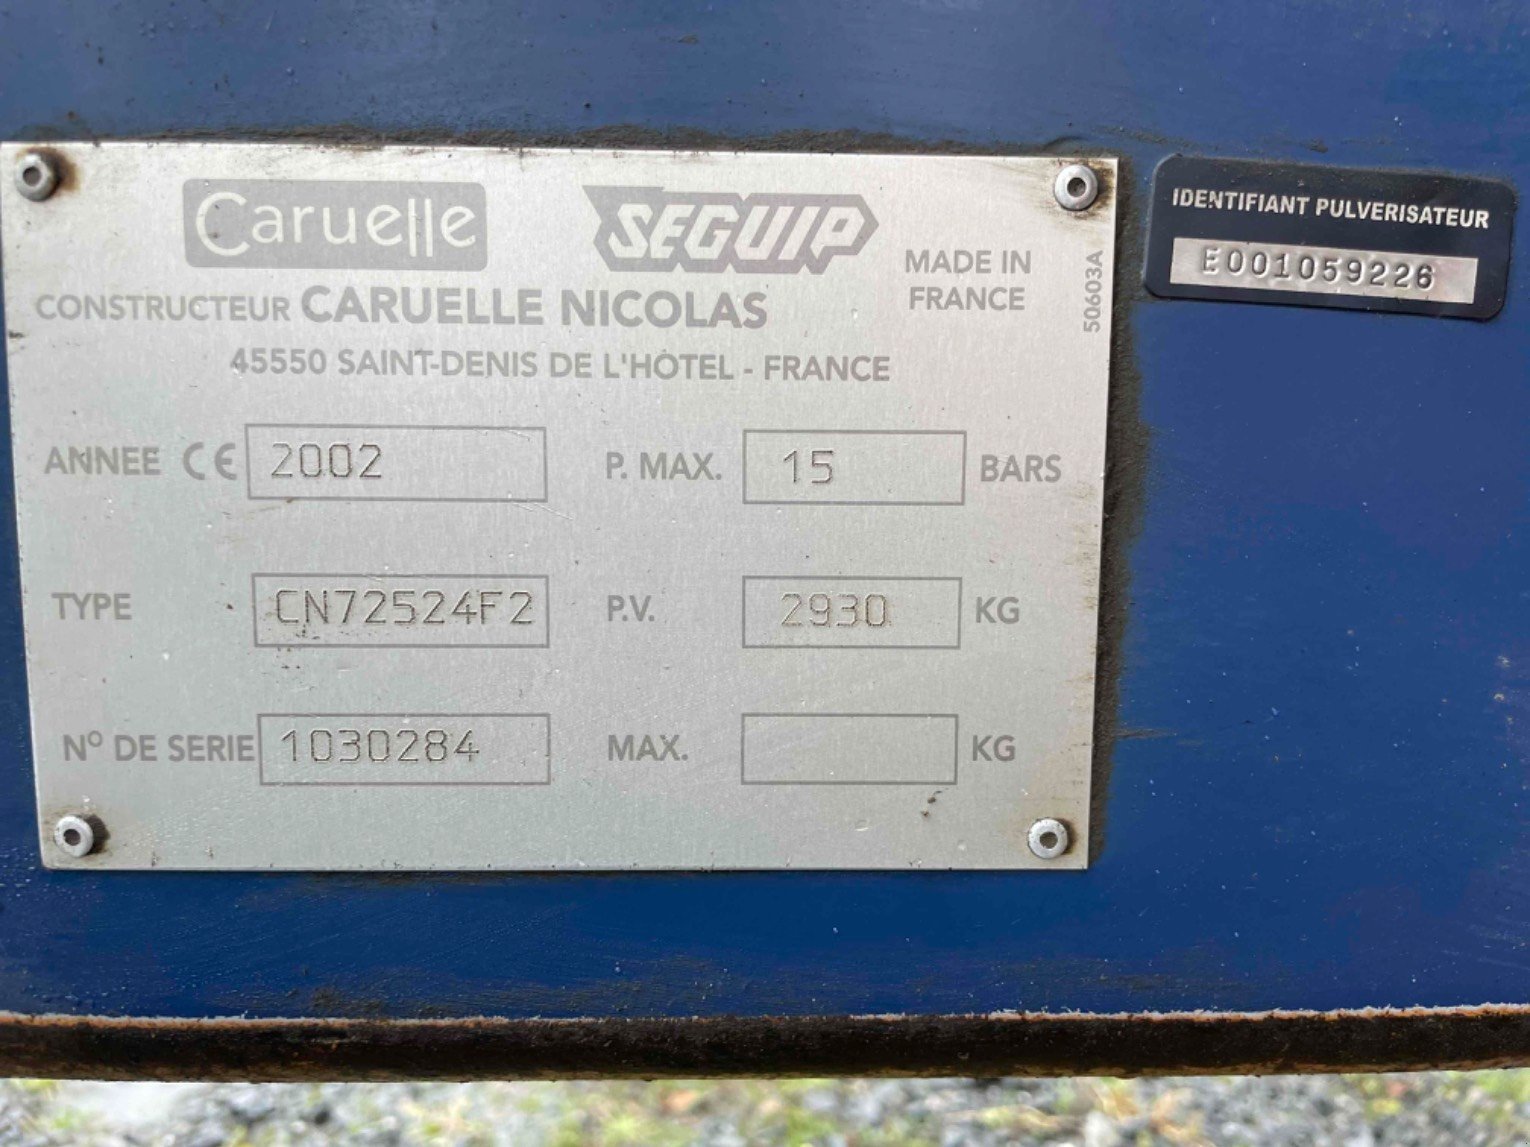 Caruelle SEGUIP
MADE IN
FRANCE
CONSTRUCTEUR CARUELLE NICOLAS
45550 SAINT-DENIS DE L'HOTEL - FRANCE
50603A
ANNEE CE 2002 P. MAX. 15 BARS
TYPE CN72524F2 P.V. 2930 KG
N° DE SERIE 1030284 MAX. KG
IDENTIFIANT PULVERISATEUR
E001059226